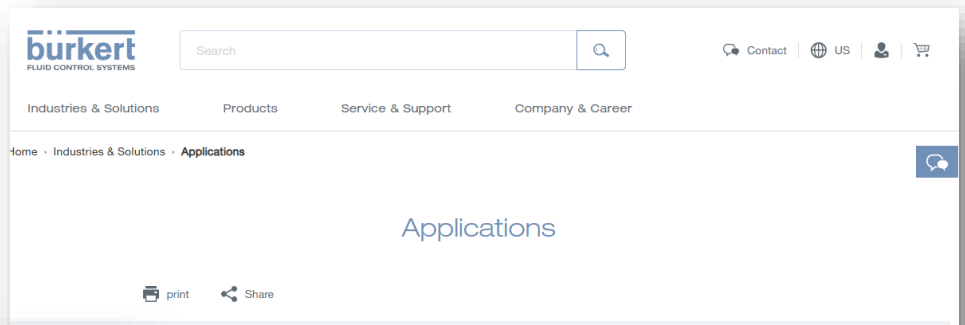 bürkert
FLUID CONTROL SYSTEMS
Search
Contact
US
Industries & Solutions
Products
Service & Support
Company & Career
Home › Industries & Solutions › Applications
Applications
print
Share